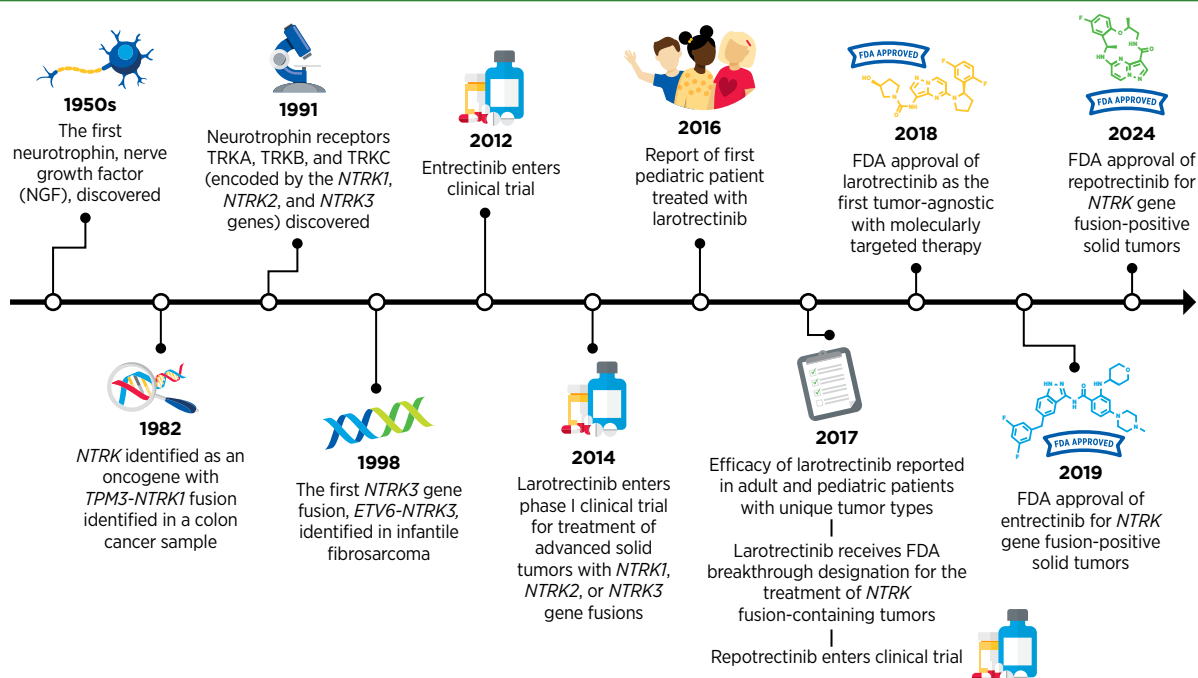 1950s
The first
neurotrophin, nerve
growth factor
(NGF), discovered
1982
NTRK identified as an
oncogene with
TPM3-NTRK1 fusion
identified in a colon
cancer sample
1991
Neurotrophin receptors
TRKA, TRKB, and TRKC
(encoded by the NTRK1,
NTRK2, and NTRK3
genes) discovered
1998
The first NTRK3 gene
fusion, ETV6-NTRK3,
identified in infantile
fibrosarcoma
2012
Entrectinib enters
clinical trial
2014
Larotrectinib enters
phase I clinical trial
for treatment of
advanced solid
tumors with NTRK1,
NTRK2, or NTRK3
gene fusions
2016
Report of first
pediatric patient
treated with
larotrectinib
2017
Efficacy of larotrectinib reported
in adult and pediatric patients
with unique tumor types
Larotrectinib receives FDA
breakthrough designation for the
treatment of NTRK
fusion-containing tumors
Repotrectinib enters clinical trial
FDA APPROVED
HO
N
N
O
NH
N
N
N
N
F
F
2018
FDA approval of
larotrectinib as the
first tumor-agnostic
with molecularly
targeted therapy
HN
N
O
N
H
HN
O
N
N
F
F
FDA APPROVED
2019
FDA approval of
entrectinib for NTRK
gene fusion-positive
solid tumors
F
O
NH
O
HN
N
N
N
FDA APPROVED
2024
FDA approval of
repotrectinib for
NTRK gene
fusion-positive
solid tumors